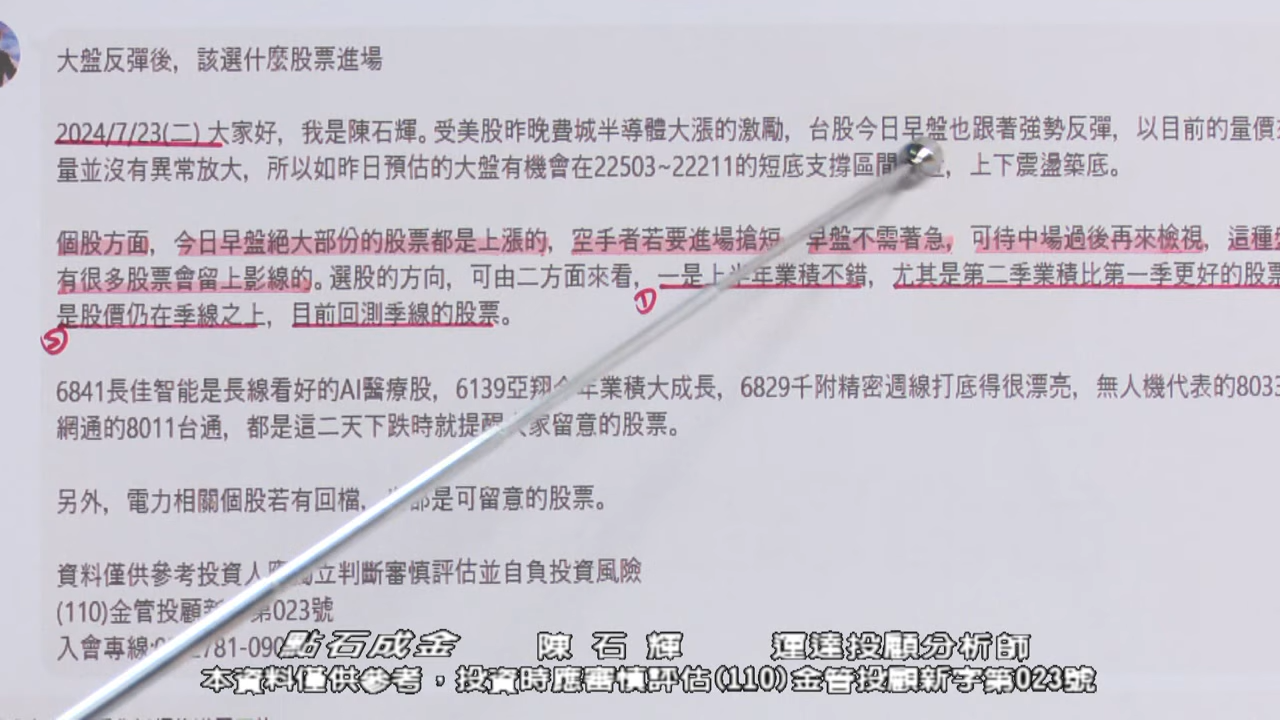 大盤反彈後，該選什麼股票進場
2024/7/23(二) 大家好，我是陳石輝。受美股昨晚費城半導體大漲的激勵，台股今日早盤也跟著強勢反彈，以目前的量價
量並沒有異常放大，所以如昨日預估的大盤有機會在22503~22211的短底支撐區間，上下震盪築底。
個股方面，今日早盤絕大部份的股票都是上漲的，空手者若要進場搶短，早盤不需著急，可待中場過後再來檢視，這種
有很多股票會留上影線的。選股的方向，可由二方面來看，一是上半年業績不錯，尤其是第二季業績比第一季更好的股票
①
是股價仍在季線之上，目前回測季線的股票。
②
6841長佳智能是長線看好的AI醫療股，6139亞翔今年業積大成長，6829千附精密週線打底得很漂亮，無人機代表的8033
網通的8011台通，都是這二天下跌時就提醒大家留意的股票。
另外，電力相關個股若有回檔，都是可留意的股票。
資料僅供參考投資人應獨立判斷審慎評估並自負投資風險
(110)金管投顧新字第023號
入會專線:781-090
點石成金 陳石輝 運達投顧分析師
本資料僅供參考，投資時應審慎評估(110)金管投顧新字第023號